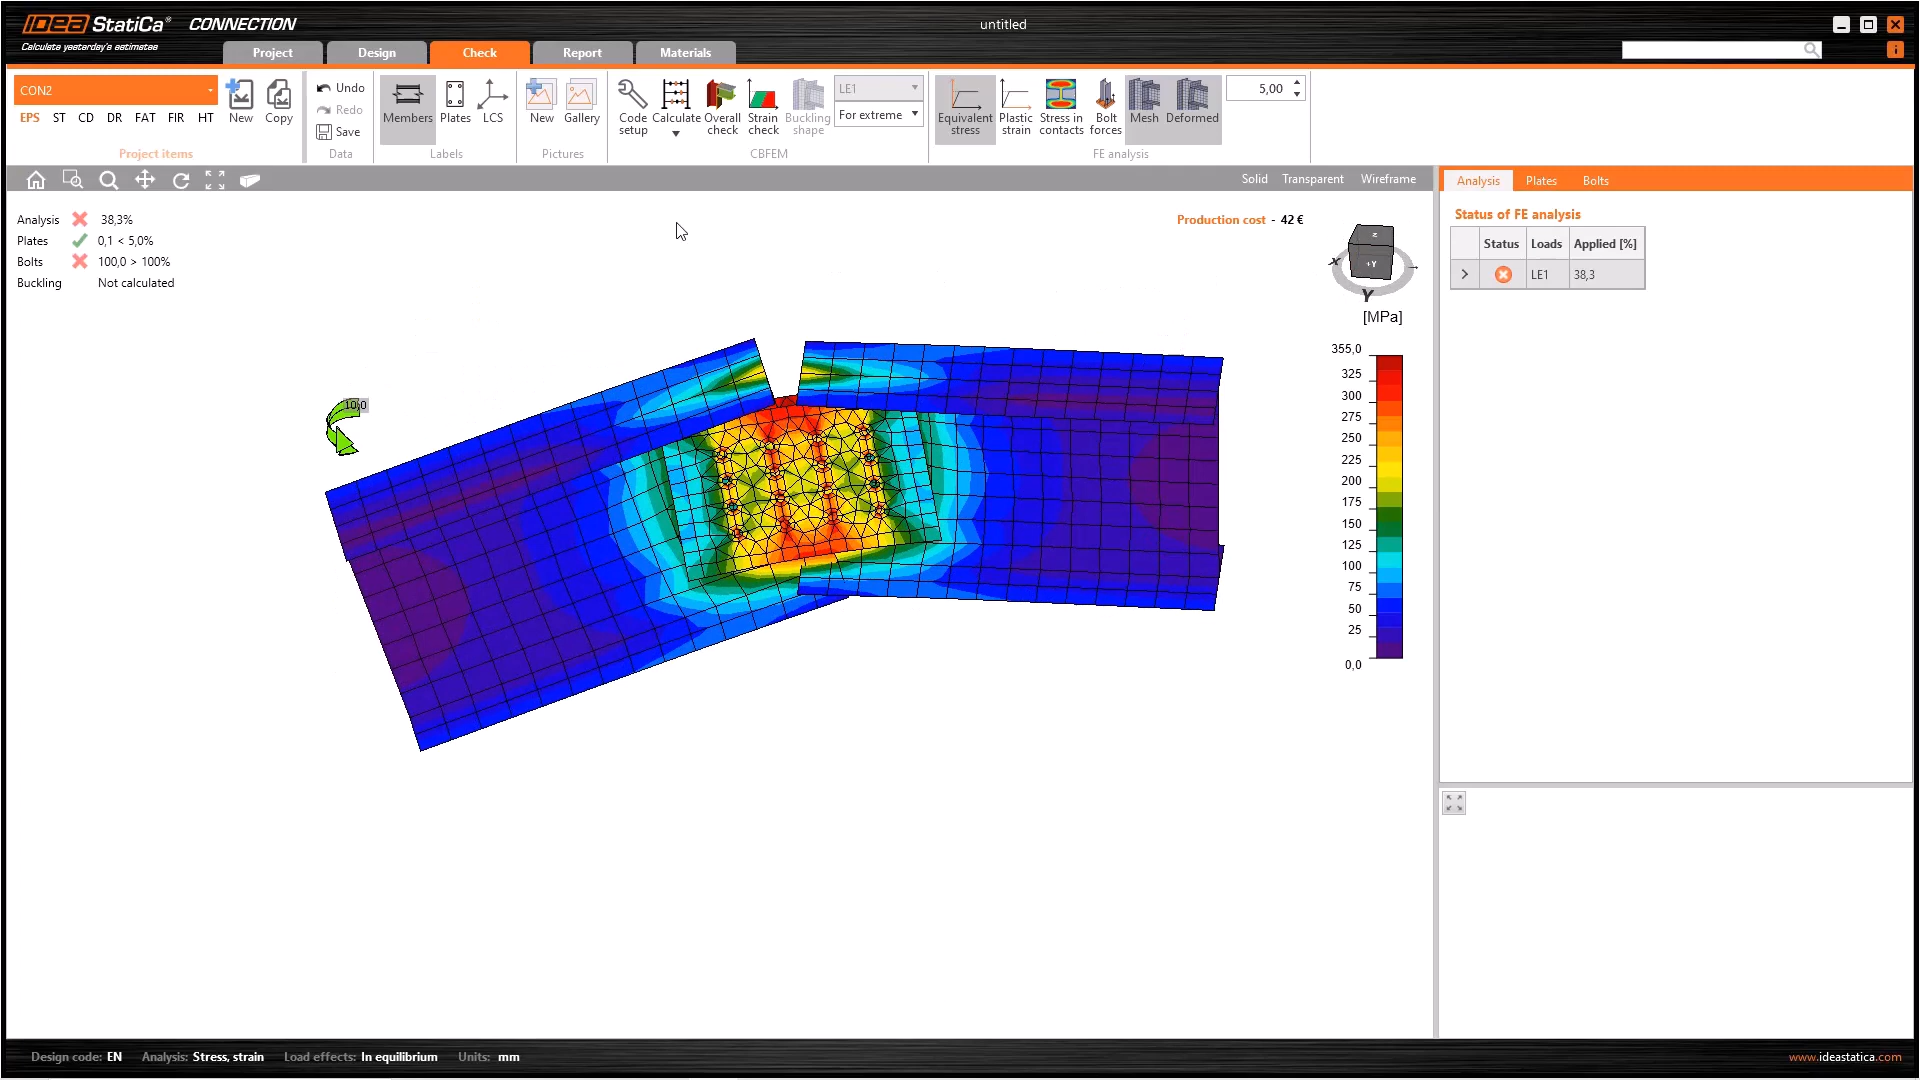 IDEA StatiCa® CONNECTION
Calculate yesterday's estimates
untitled
Project Design Check Report Materials
CON2
EPS ST CD DR FAT FIR HT
New Copy
Project items
Undo
Redo
Save
Data
Members Plates LCS
Labels
New Gallery
Pictures
Code setup Calculate Overall check Strain check Buckling shape
LE1
For extreme
CBFEM
Equivalent stress Plastic strain Stress in contacts Bolt forces Mesh Deformed
5,00
FE analysis
Solid Transparent Wireframe
Analysis 38,3%
Plates 0,1 < 5,0%
Bolts 100,0 > 100%
Buckling Not calculated
Production cost - 42 €
Z
+Y
X
Y
[MPa]
355,0
325
300
275
250
225
200
175
150
125
100
75
50
25
0,0
10,0
Analysis Plates Bolts
Status of FE analysis
Status Loads Applied [%]
> LE1 38,3
Design code: EN Analysis: Stress, strain Load effects: In equilibrium Units: mm
www.ideastatica.com